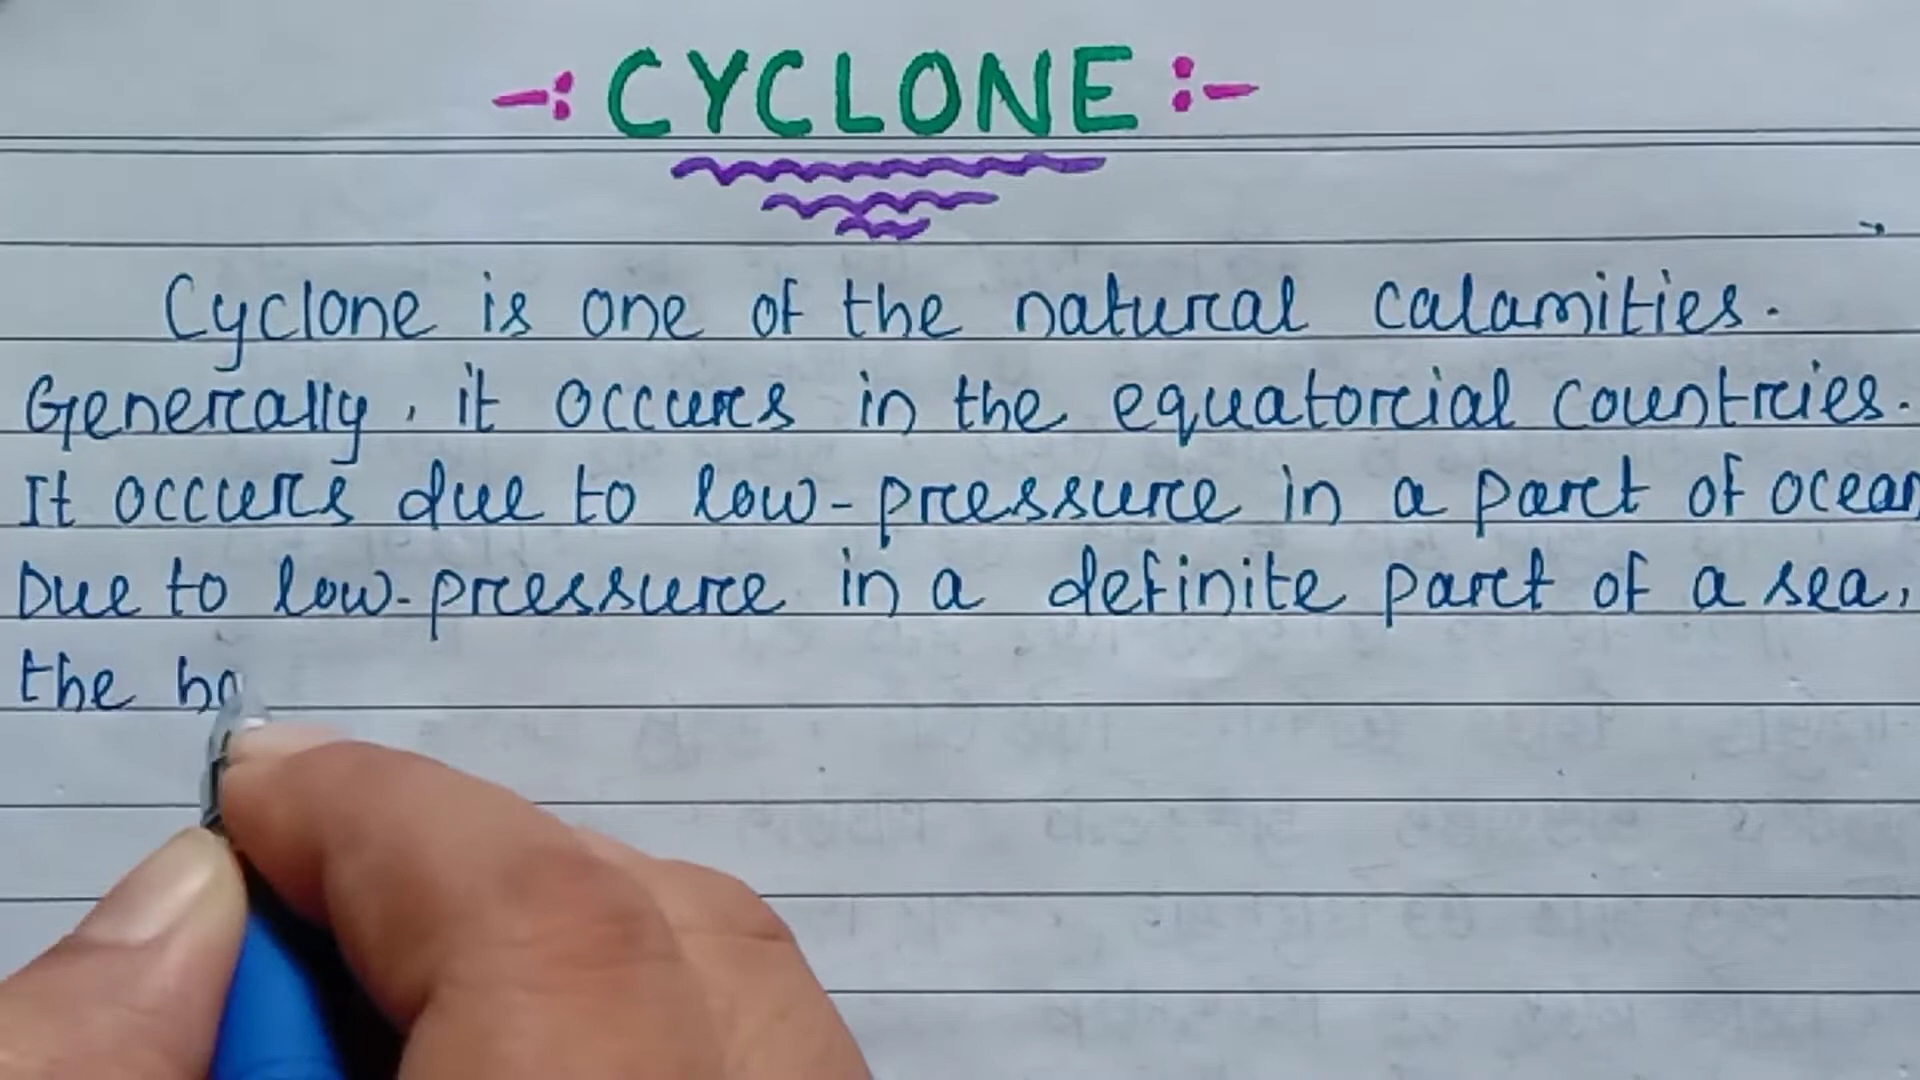 -: CYCLONE :-
Cyclone is one of the natural calamities.
Generally, it occurs in the equatorial countries.
It occurs due to low-pressure in a part of ocean
Due to low-pressure in a definite part of a sea,
the